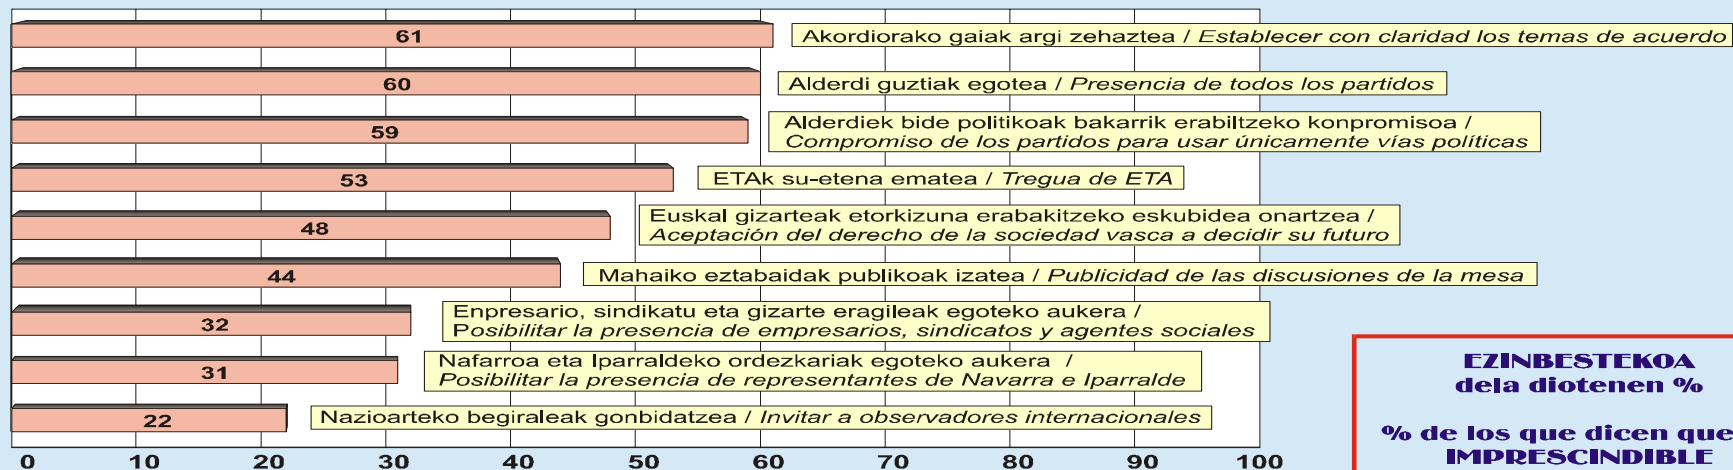 61
Akordiorako gaiak argi zehaztea / Establecer con claridad los temas de acuerdo
60
Alderdi guztiak egotea / Presencia de todos los partidos
59
Alderdiek bide politikoak bakarrik erabiltzeko konpromisoa /
Compromiso de los partidos para usar únicamente vías políticas
53
ETAk su-etena ematea / Tregua de ETA
48
Euskal gizarteak etorkizuna erabakitzeko eskubidea onartzea /
Aceptación del derecho de la sociedad vasca a decidir su futuro
44
Mahaiko eztabaidak publikoak izatea / Publicidad de las discusiones de la mesa
32
Enpresario, sindikatu eta gizarte eragileak egoteko aukera /
Posibilitar la presencia de empresarios, sindicatos y agentes sociales
31
Nafarroa eta Iparraldeko ordezkariak egoteko aukera /
Posibilitar la presencia de representantes de Navarra e Iparralde
22
Nazioarteko begiraleak gonbidatzea / Invitar a observadores internacionales
0 10 20 30 40 50 60 70 80 90 100
EZINBESTEKOA
dela diotenen %
% de los que dicen que
IMPRESCINDIBLE